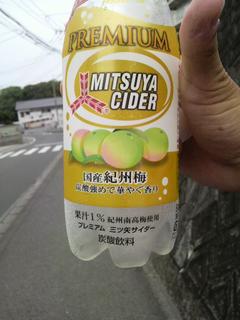 PREMIUM
MITSUYA
CIDER
国産 紀州梅
炭酸強めで華やぐ香り
果汁1% 紀州南高梅使用
プレミアム 三ツ矢サイダー
炭酸飲料